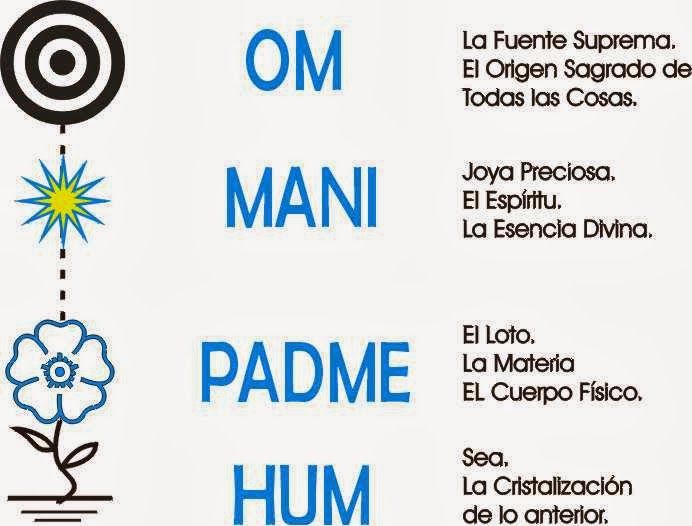 OM
La Fuente Suprema.
El Origen Sagrado de
Todas las Cosas.
MANI
Joya Preciosa.
El Espíritu.
La Esencia Divina.
PADME
El Loto.
La Materia
EL Cuerpo Físico.
HUM
Sea.
La Cristalización
de lo anterior.